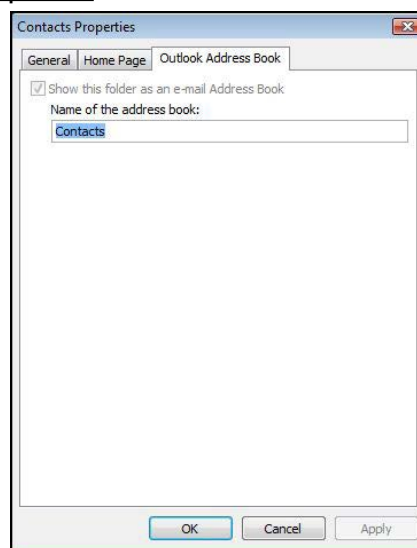 Contacts Properties
General Home Page Outlook Address Book
Show this folder as an e-mail Address Book
Name of the address book:
Contacts
OK Cancel Apply